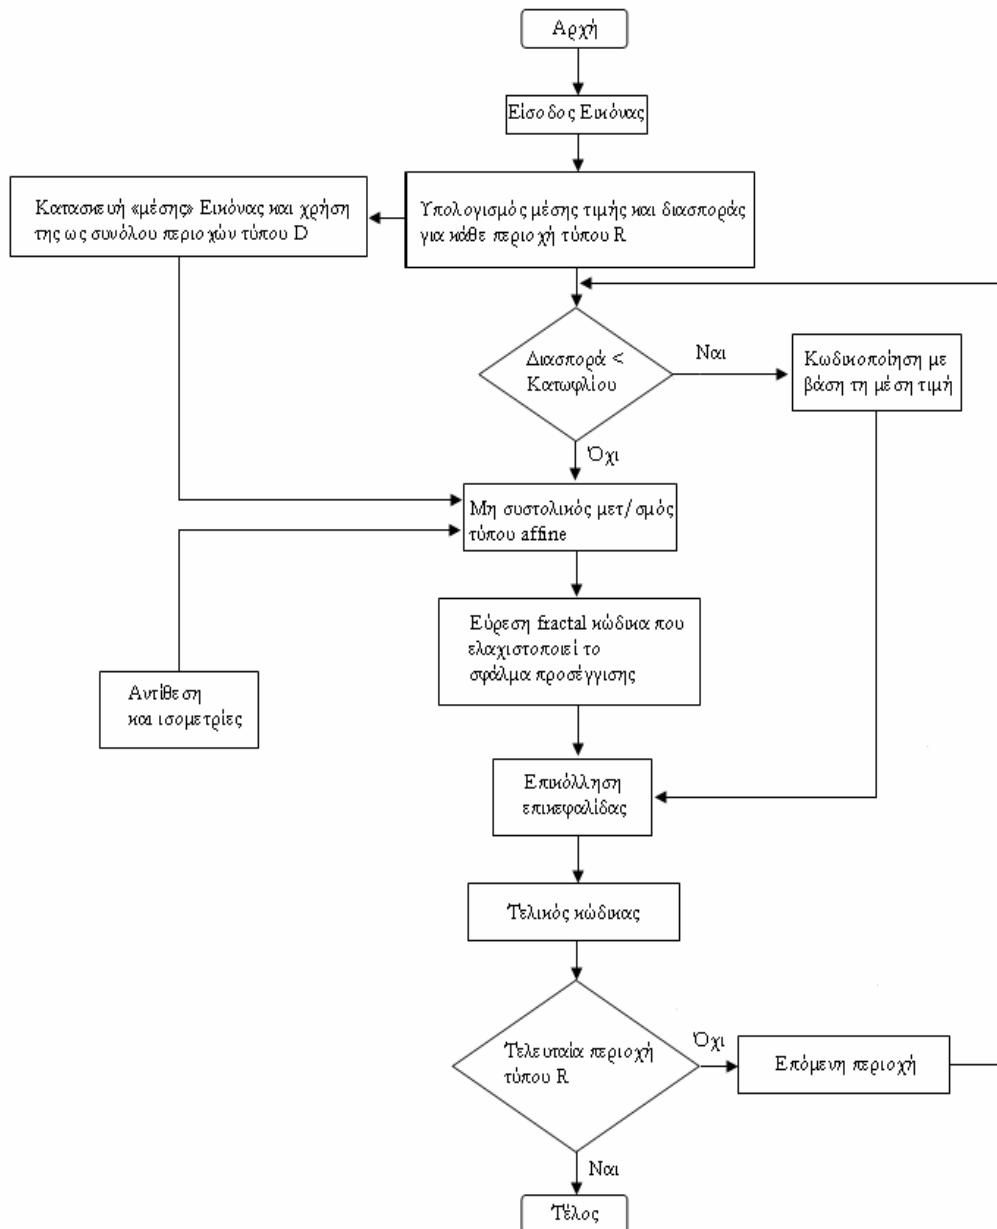 Αρχή
Είσοδος Εικόνας
Κατασκευή «μέσης» Εικόνας και χρήση
της ως συνόλου περιοχών τύπου D
Υπολογισμός μέσης τιμής και διασποράς
για κάθε περιοχή τύπου R
Διασπορά <
Κατωφλίου
Ναι
Κωδικοποίηση με
βάση τη μέση τιμή
Όχι
Μη συστολικός μετ/σμός
τύπου affine
Εύρεση fractal κώδικα που
ελαχιστοποιεί το
σφάλμα προσέγγισης
Αντίθεση
και ισομετρίες
Επικόλληση
επικεφαλίδας
Τελικός κώδικας
Τελευταία περιοχή
τύπου R
Όχι
Επόμενη περιοχή
Ναι
Τέλος